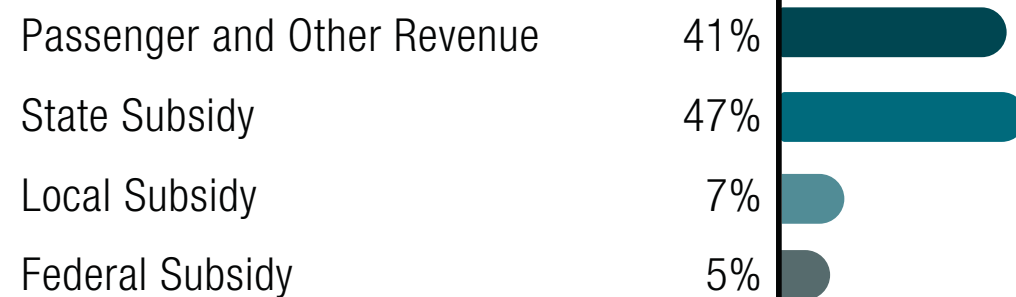 Passenger and Other Revenue 41%
State Subsidy 47%
Local Subsidy 7%
Federal Subsidy 5%